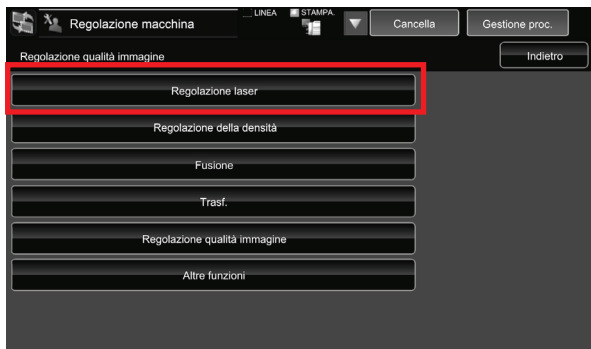 LINEA STAMPA.
Regolazione macchina Cancella Gestione proc.
Regolazione qualità immagine Indietro
Regolazione laser
Regolazione della densità
Fusione
Trasf.
Regolazione qualità immagine
Altre funzioni